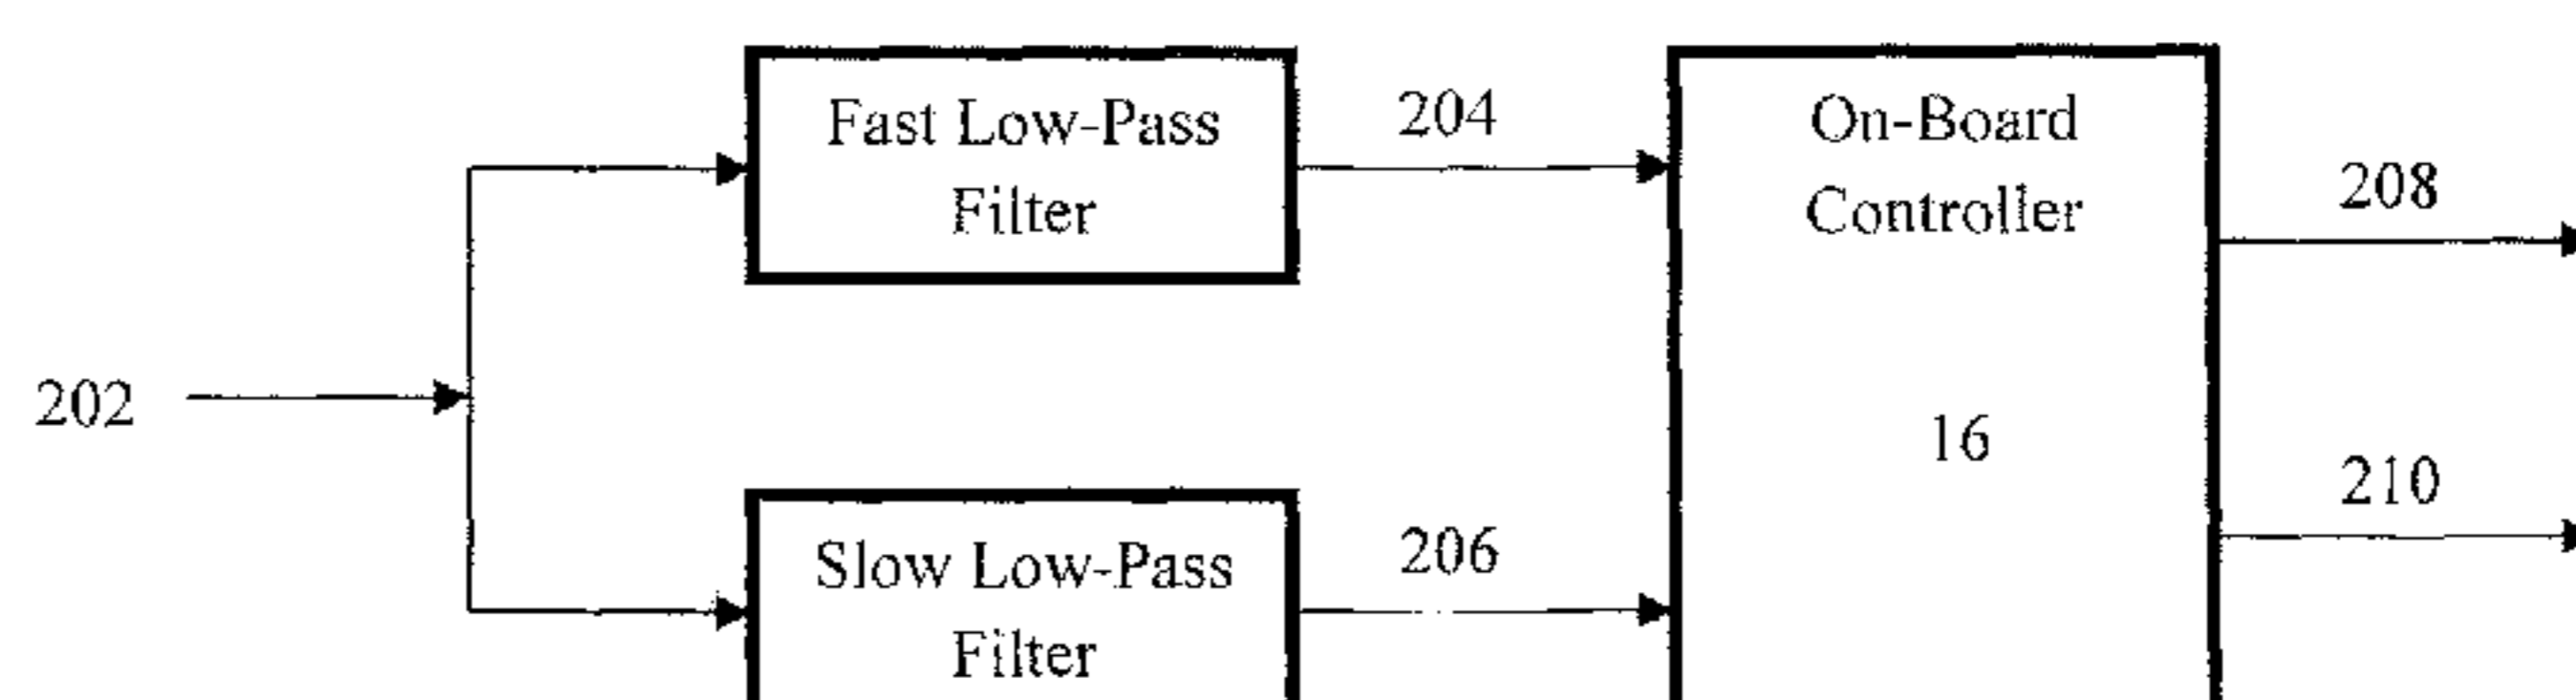 Fast Low-Pass
Filter
204
On-Board
Controller
208
202
16
210
Slow Low-Pass
Filter
206